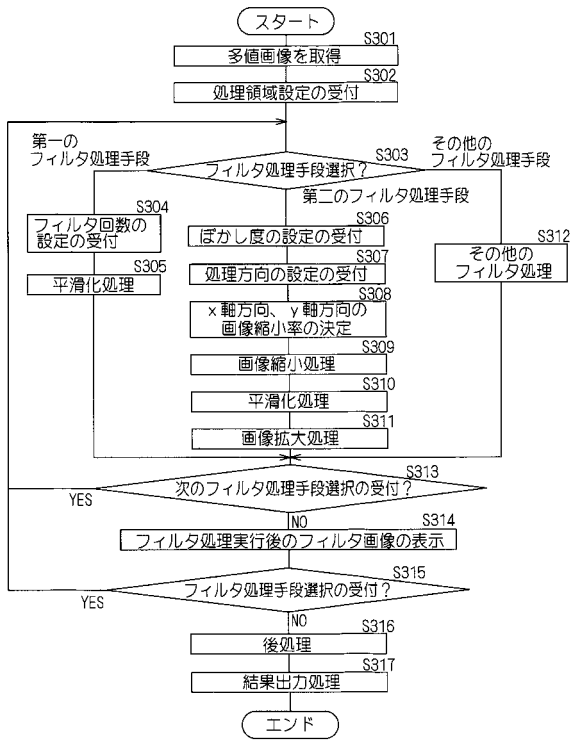 スタート
S301
多値画像を取得
S302
処理領域設定の受付
第一の
フィルタ処理手段
S303
フィルタ処理手段選択？
その他の
フィルタ処理手段
第二のフィルタ処理手段
S304
フィルタ回数の
設定の受付
S305
平滑化処理
S306
ぼかし度の設定の受付
S307
処理方向の設定の受付
S308
x軸方向、y軸方向の
画像縮小率の決定
S309
画像縮小処理
S310
平滑化処理
S311
画像拡大処理
S312
その他の
フィルタ処理
S313
次のフィルタ処理手段選択の受付？
YES
NO
S314
フィルタ処理実行後のフィルタ画像の表示
S315
フィルタ処理手段選択の受付？
YES
NO
S316
後処理
S317
結果出力処理
エンド